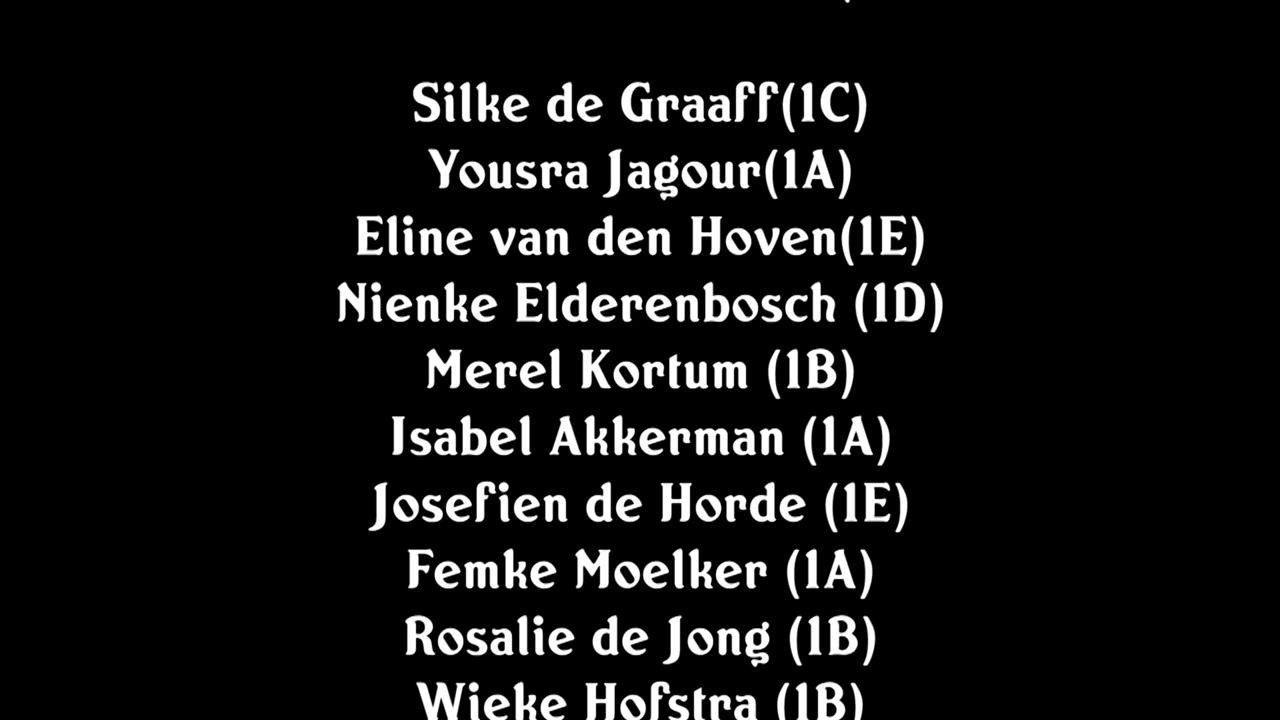 Silke de Graaff(1C)
Yousra Jagour(1A)
Eline van den Hoven(1E)
Nienke Elderenbosch (1D)
Merel Kortum (1B)
Isabel Akkerman (1A)
Josefien de Horde (1E)
Femke Moelker (1A)
Rosalie de Jong (1B)
Wieke Hofstra (1B)